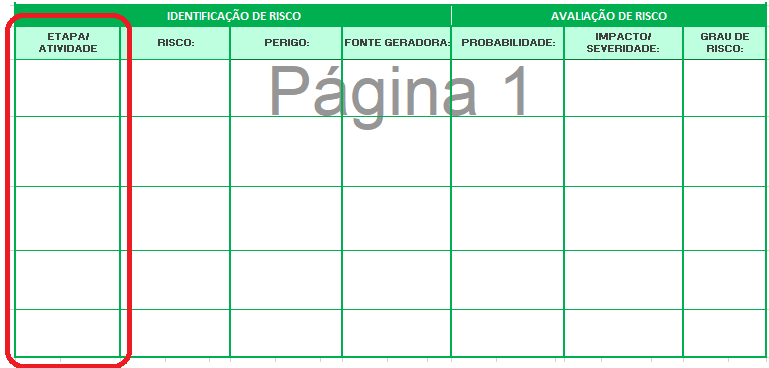 IDENTIFICAÇÃO DE RISCO AVALIAÇÃO DE RISCO
ETAPA/
ATIVIDADE
RISCO:
PERIGO:
FONTE GERADORA:
PROBABILIDADE:
IMPACTO/
SEVERIDADE:
GRAU DE
RISCO:
Página 1